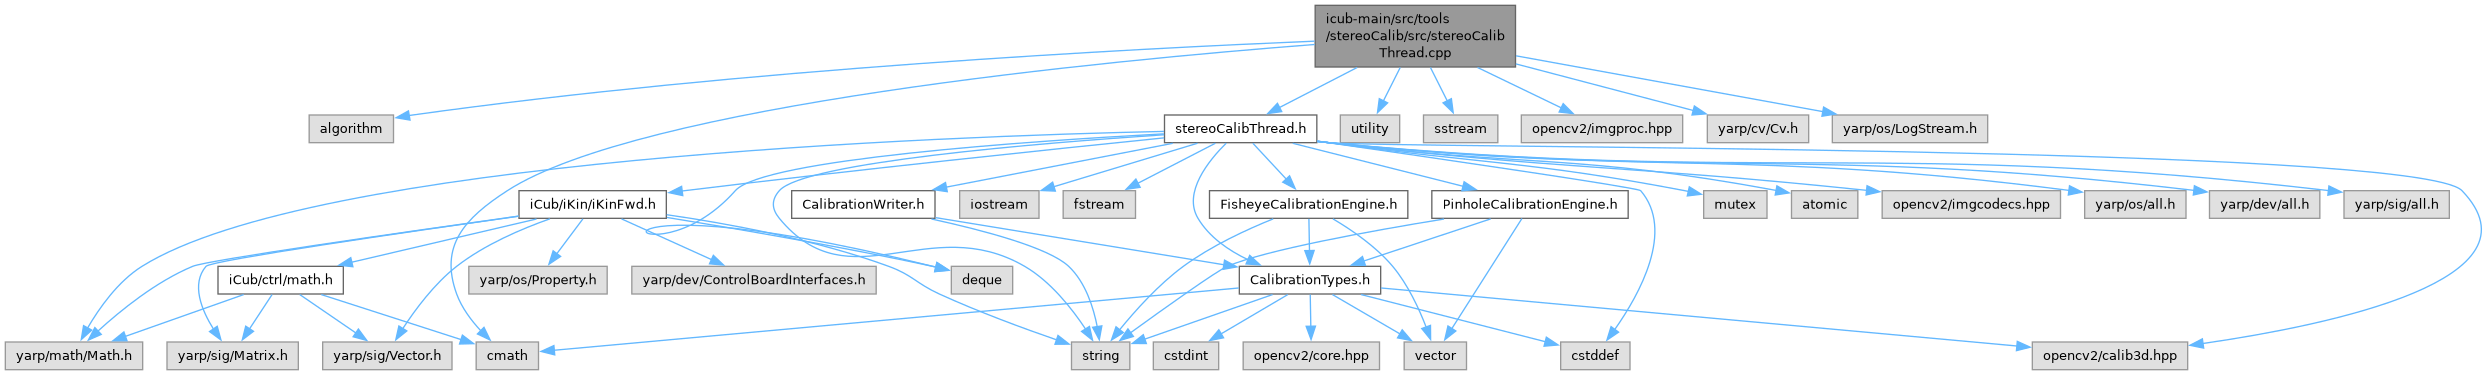 icub-main/src/tools
/stereoCalib/src/stereoCalib
Thread.cpp
algorithm
stereoCalibThread.h
utility
sstream
opencv2/imgproc.hpp
yarp/cv/Cv.h
yarp/os/LogStream.h
iCub/iKin/iKinFwd.h
CalibrationWriter.h
iostream
fstream
FisheyeCalibrationEngine.h
PinholeCalibrationEngine.h
mutex
atomic
opencv2/imgcodecs.hpp
yarp/os/all.h
yarp/dev/all.h
yarp/sig/all.h
iCub/ctrl/math.h
yarp/os/Property.h
yarp/dev/ControlBoardInterfaces.h
deque
CalibrationTypes.h
yarp/math/Math.h
yarp/sig/Matrix.h
yarp/sig/Vector.h
cmath
string
cstdint
opencv2/core.hpp
vector
cstddef
opencv2/calib3d.hpp